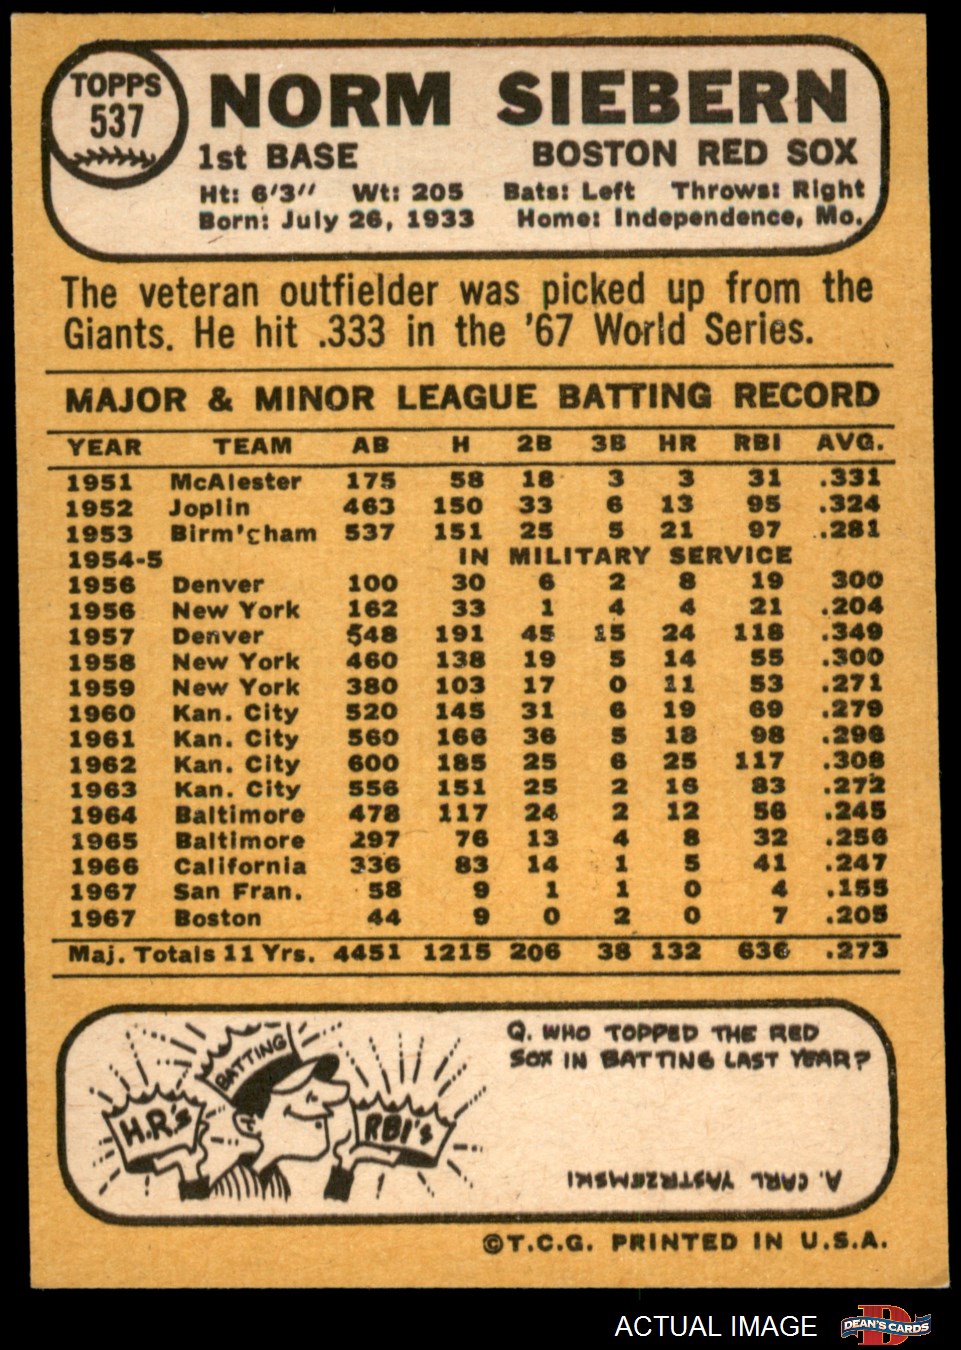 TOPPS
537
NORM SIEBERN
1st BASE BOSTON RED SOX
Ht: 6'3" Wt: 205 Bats: Left Throws: Right
Born: July 26, 1933 Home: Independence, Mo.
The veteran outfielder was picked up from the
Giants. He hit .333 in the '67 World Series.
MAJOR & MINOR LEAGUE BATTING RECORD
YEAR TEAM AB H 2B 3B HR RBI AVG.
1951 McAlester 175 58 18 3 3 31 .331
1952 Joplin 463 150 33 6 13 95 .324
1953 Birm'gham 537 151 25 5 21 97 .281
1954-5 IN MILITARY SERVICE
1956 Denver 100 30 6 2 8 19 300
1956 New York 162 33 1 4 4 21 .204
1957 Denver 548 191 45 15 24 118 .349
1958 New York 460 138 19 5 14 55 .300
1959 New York 380 103 17 0 11 53 .271
1960 Kan. City 520 145 31 6 19 69 .279
1961 Kan. City 560 166 36 5 18 98 .296
1962 Kan. City 600 185 25 6 25 117 .308
1963 Kan. City 556 151 25 2 16 83 .272
1964 Baltimore 478 117 24 2 12 56 .245
1965 Baltimore 297 76 13 4 8 32 .256
1966 California 336 83 14 1 5 41 .247
1967 San Fran. 58 9 1 1 0 4 .155
1967 Boston 44 9 0 2 0 7 .205
Maj. Totals 11 Yrs. 4451 1215 206 38 132 636 .273
BATTING
H.R.'s
RBI's
Q. WHO TOPPED THE RED
SOX IN BATTING LAST YEAR?
A. CARL YASTRZEMSKI
©T.C.G. PRINTED IN U.S.A.
ACTUAL IMAGE
D
DEAN'S CARDS